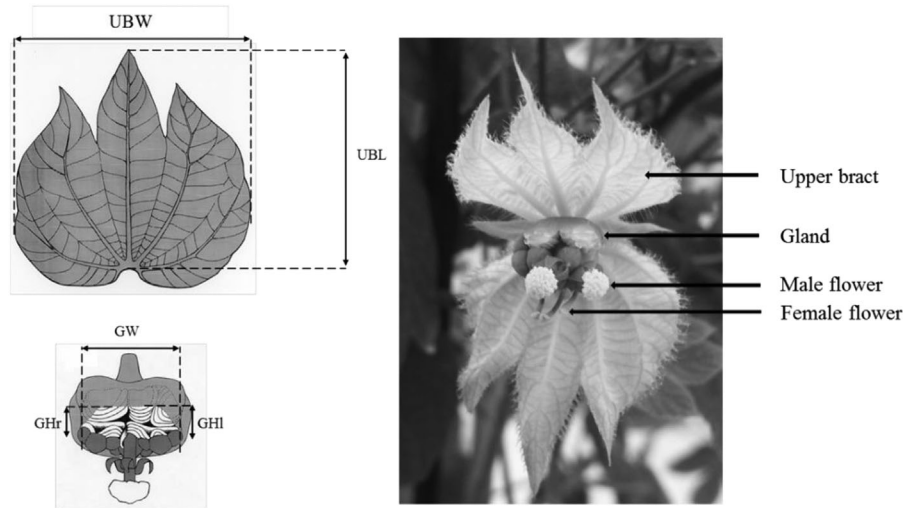 UBW
UBL
GW
GHr
GHl
Upper bract
Gland
Male flower
Female flower